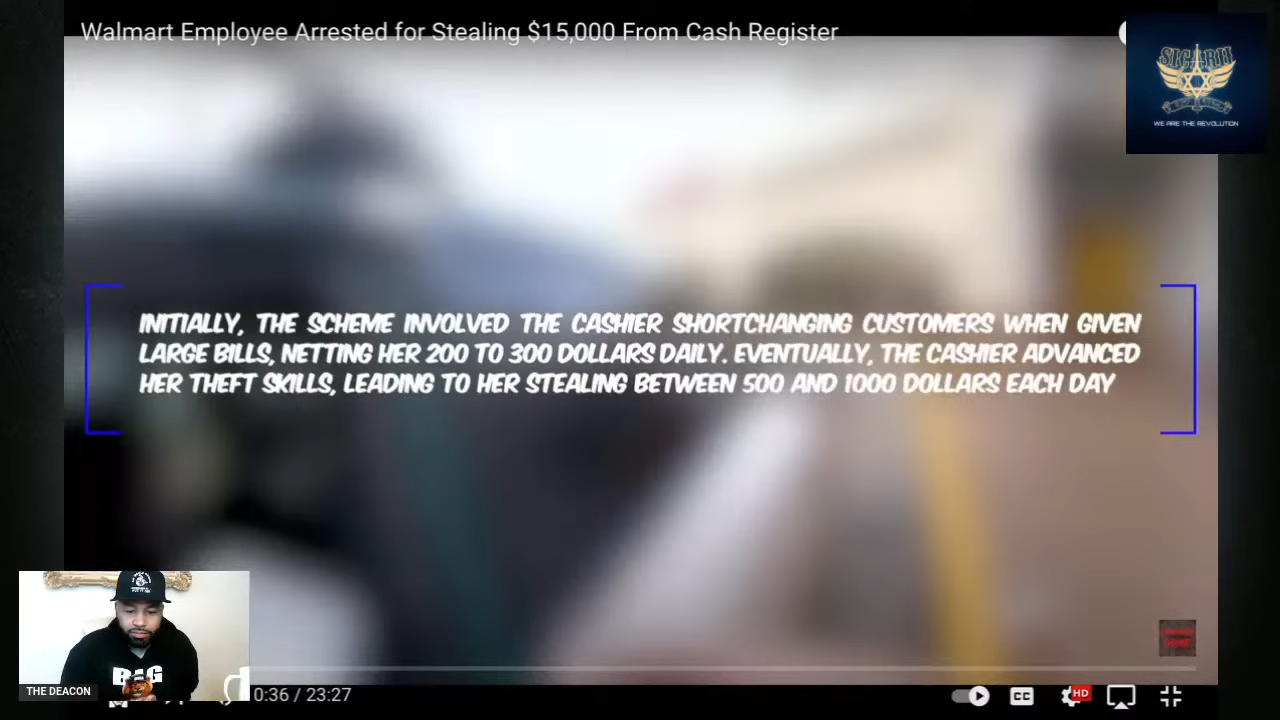 Walmart Employee Arrested for Stealing $15,000 From Cash Register
SICARII
WE ARE THE REVOLUTION
INITIALLY, THE SCHEME INVOLVED THE CASHIER SHORTCHANGING CUSTOMERS WHEN GIVEN
LARGE BILLS, NETTING HER 200 TO 300 DOLLARS DAILY. EVENTUALLY, THE CASHIER ADVANCED
HER THEFT SKILLS, LEADING TO HER STEALING BETWEEN 500 AND 1000 DOLLARS EACH DAY
THE DEACON
0:36 / 23:27
CC
HD